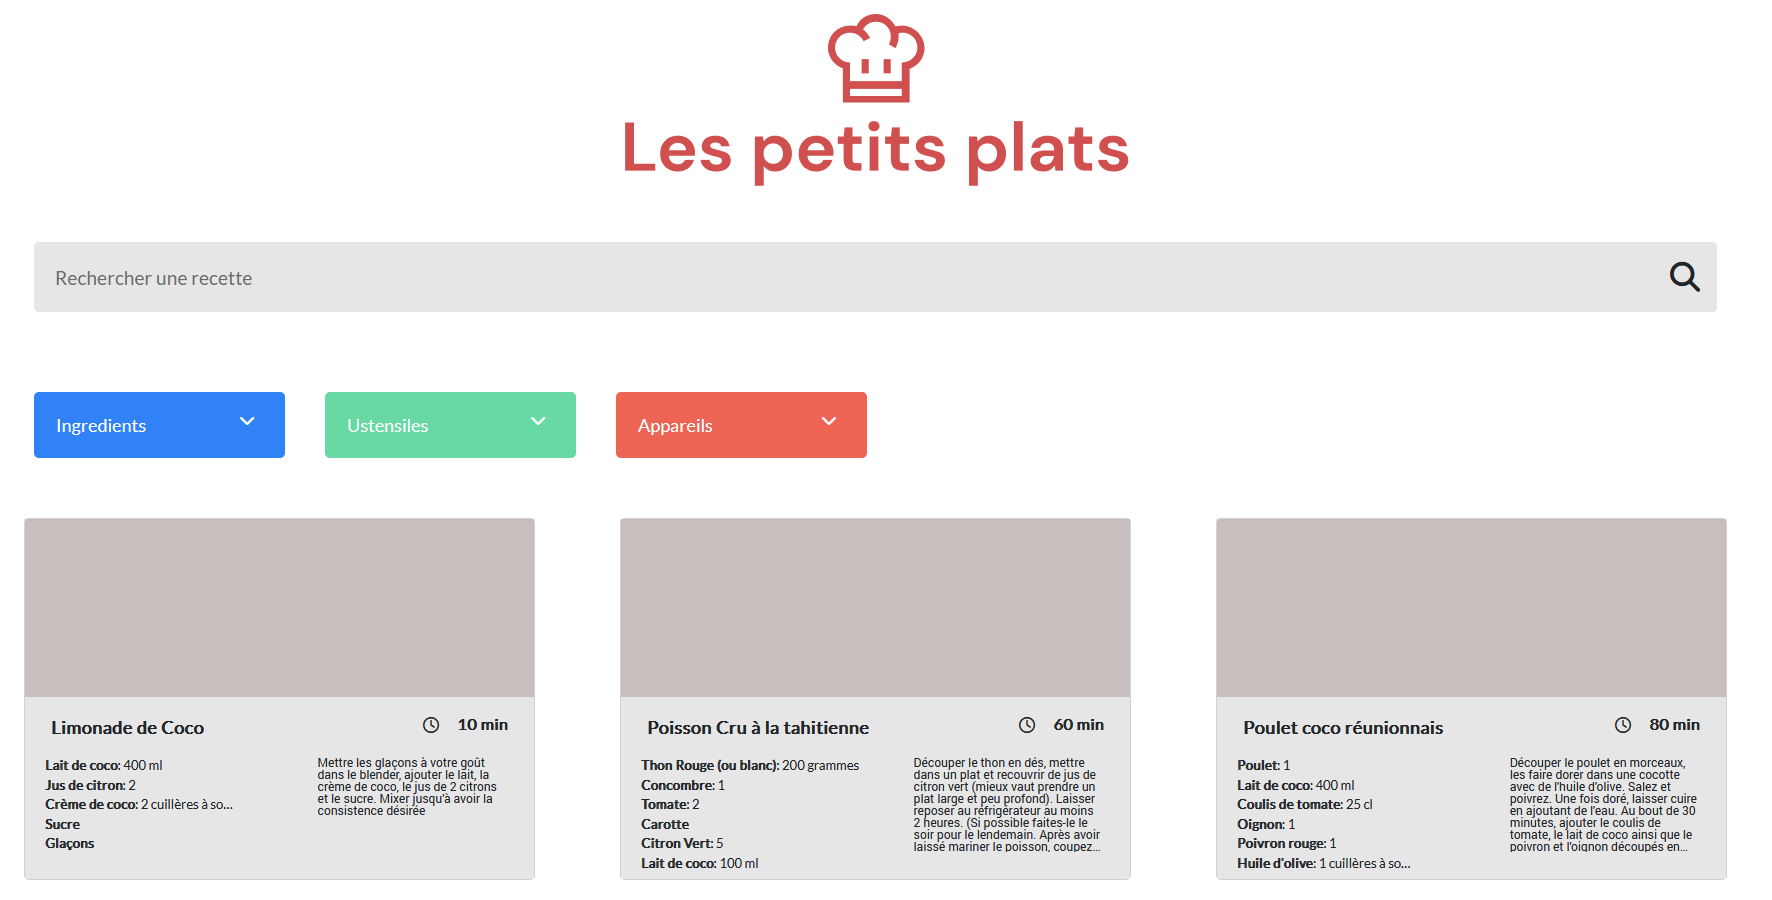 Les petits plats
Rechercher une recette
Ingredients
Ustensiles
Appareils
Limonade de Coco
10 min
Lait de coco: 400 ml
Jus de citron: 2
Crème de coco: 2 cuillères à so...
Sucre
Glaçons
Mettre les glaçons à votre goût
dans le blender, ajouter le lait, la
crème de coco, le jus de 2 citrons
et le sucre. Mixer jusqu'à avoir la
consistence désirée
Poisson Cru à la tahitienne
60 min
Thon Rouge (ou blanc): 200 grammes
Concombre: 1
Tomate: 2
Carotte
Citron Vert: 5
Lait de coco: 100 ml
Découper le thon en dés, mettre
dans un plat et recouvrir de jus de
citron vert (mieux vaut prendre un
plat large et peu profond). Laisser
reposer au réfrigérateur au moins
2 heures. (Si possible faites-le le
soir pour le lendemain. Après avoir
laissé mariner le poisson, coupez...
Poulet coco réunionnais
80 min
Poulet: 1
Lait de coco: 400 ml
Coulis de tomate: 25 cl
Oignon: 1
Poivron rouge: 1
Huile d'olive: 1 cuillères à so...
Découper le poulet en morceaux,
les faire dorer dans une cocotte
avec de l'huile d'olive. Salez et
poivrez. Une fois doré, laisser cuire
en ajoutant de l'eau. Au bout de 30
minutes, ajouter le coulis de
tomate, le lait de coco ainsi que le
poivron et l'oignon découpés en...